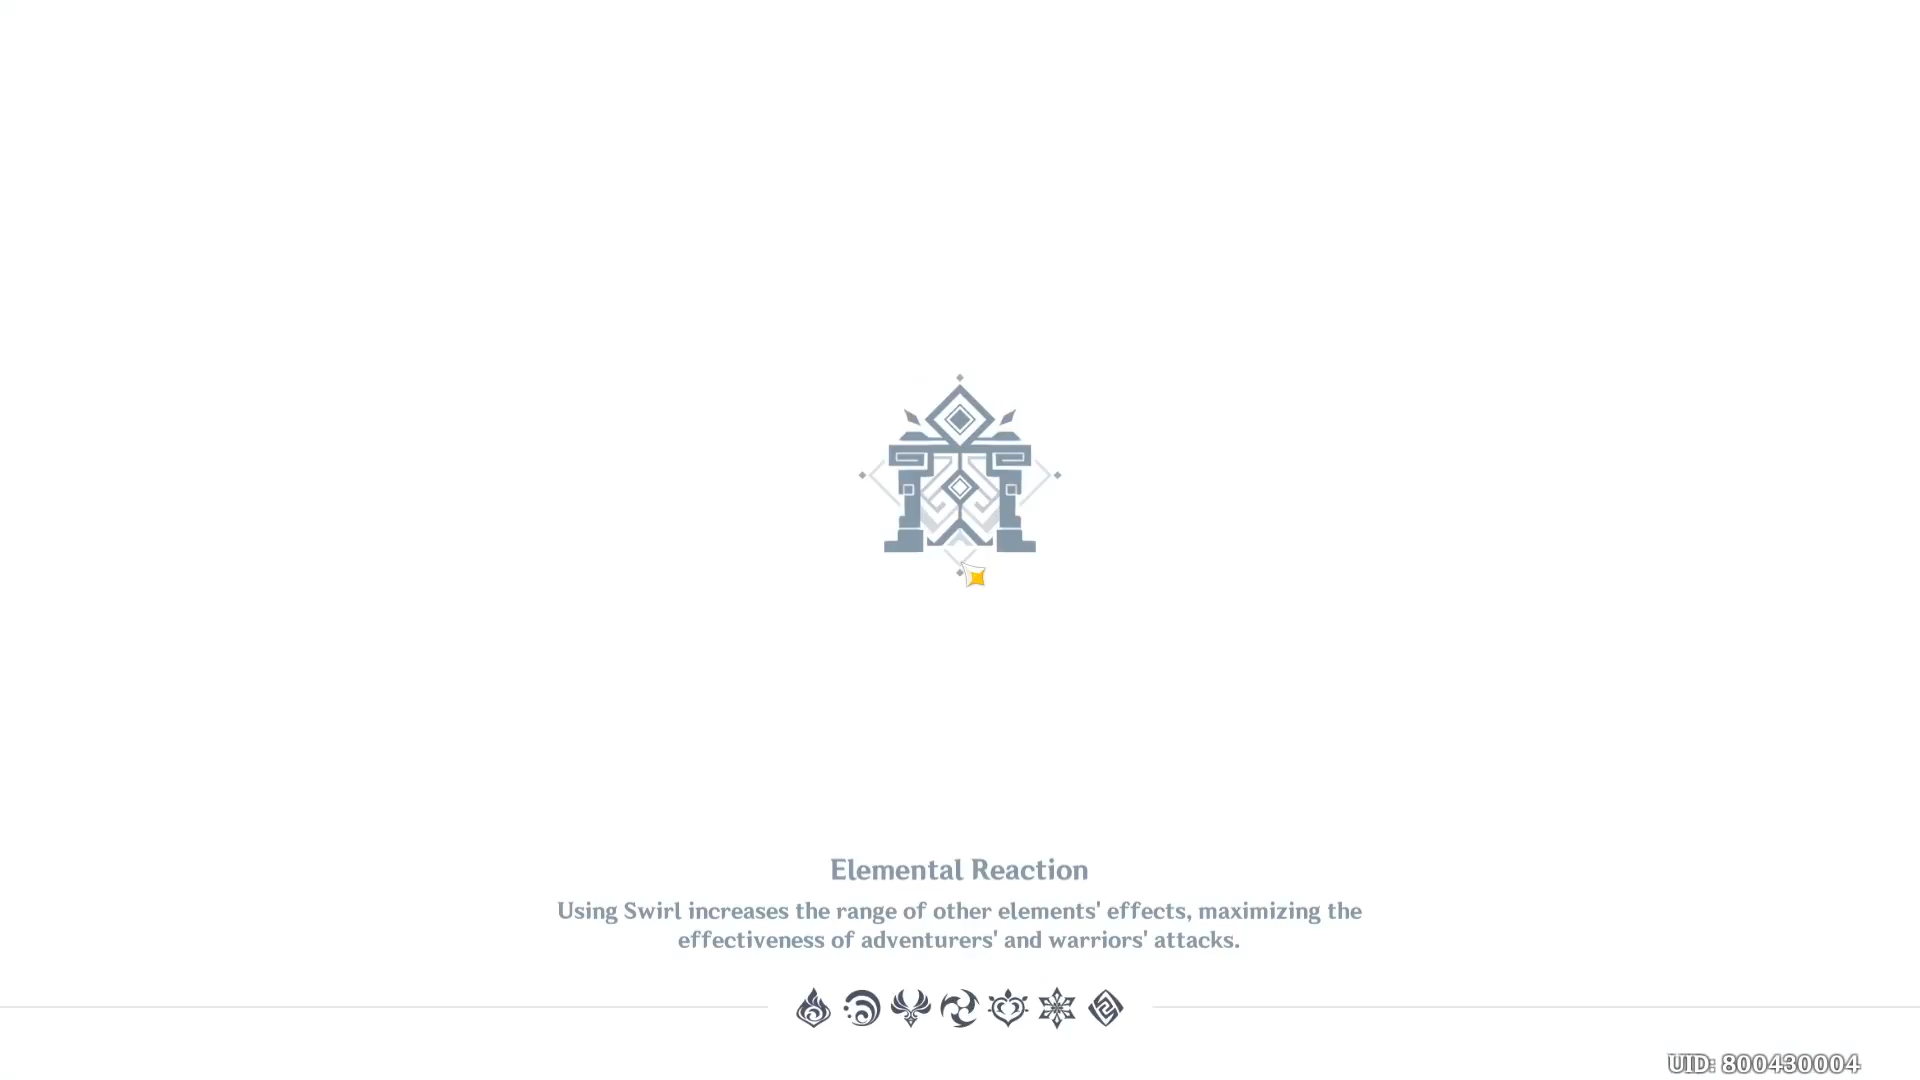 Elemental Reaction
Using Swirl increases the range of other elements' effects, maximizing the
effectiveness of adventurers' and warriors' attacks.
UID: 800430004